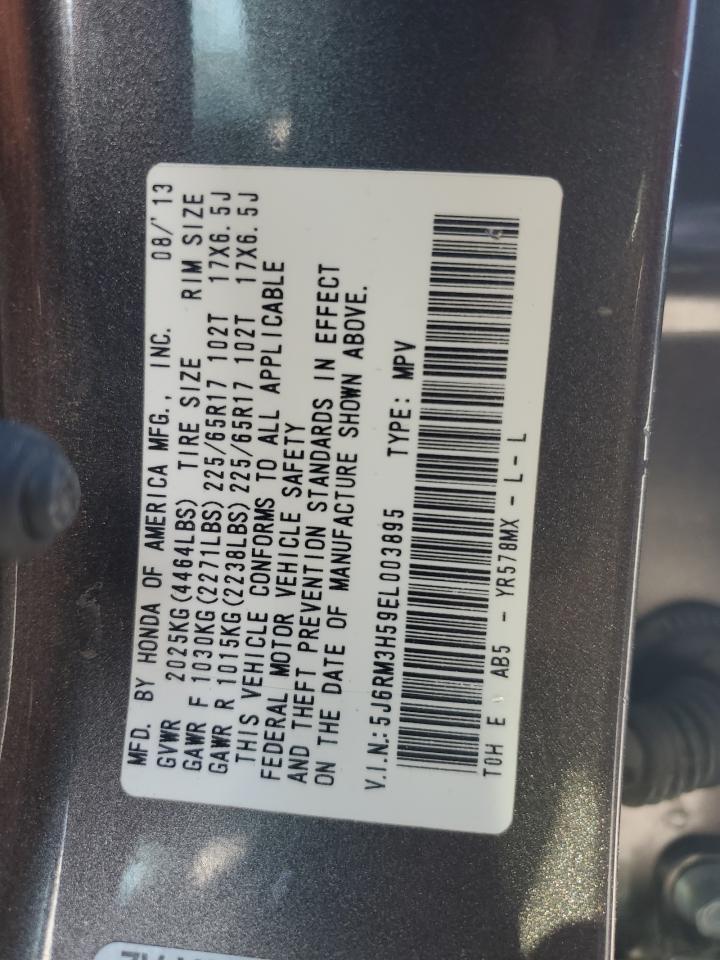 MFD. BY HONDA OF AMERICA MFG., INC. 08/'13
GVWR 2025KG(4464LBS) TIRE SIZE RIM SIZE
GAWR F 1030KG(2271LBS) 225/65R17 102T 17X6.5J
GAWR R 1015KG(2238LBS) 225/65R17 102T 17X6.5J
THIS VEHICLE CONFORMS TO ALL APPLICABLE
FEDERAL MOTOR VEHICLE SAFETY
AND THEFT PREVENTION STANDARDS IN EFFECT
ON THE DATE OF MANUFACTURE SHOWN ABOVE.
V.I.N.: 5J6RM3H59EL003895 TYPE: MPV
TOH E AB5 - YR578MX - L - L